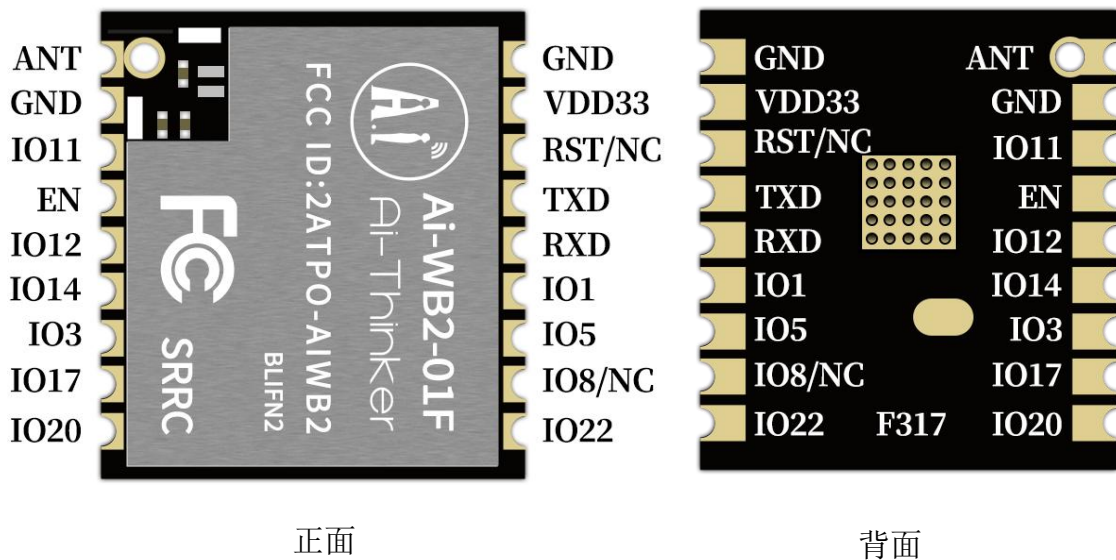 ANT
GND
IO11
EN
IO12
IO14
IO3
IO17
IO20
FCC ID:2ATPO-AIWB2
BLIFN2
A.i
Ai-WB2-01F
Ai-Thinker
FC
SRRC
GND
VDD33
RST/NC
TXD
RXD
IO1
IO5
IO8/NC
IO22
正面
GND
VDD33
RST/NC
TXD
RXD
IO1
IO5
IO8/NC
IO22
F317
ANT
GND
IO11
EN
IO12
IO14
IO3
IO17
IO20
背面